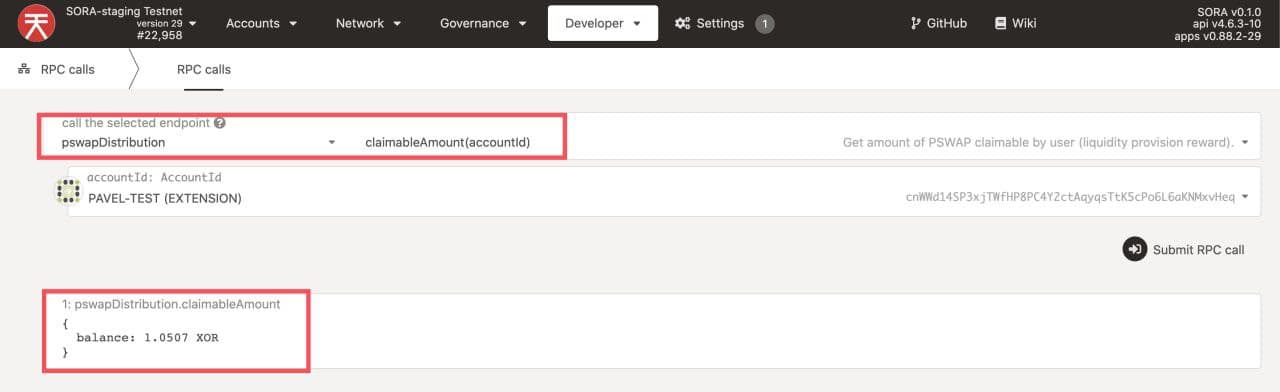 SORA-staging Testnet
version 29
#22,958
Accounts
Network
Governance
Developer
Settings
1
GitHub
Wiki
SORA v0.1.0
api v4.6.3-10
apps v0.88.2-29
RPC calls
RPC calls
call the selected endpoint
pswapDistribution
claimableAmount(accountId)
Get amount of PSWAP claimable by user (liquidity provision reward).
accountId: AccountId
PAVEL-TEST (EXTENSION)
cnWWd14SP3xjTWfHP8PC4Y2ctAqyqsTtK5cPo6L6aKNMxvHeq
Submit RPC call
1: pswapDistribution.claimableAmount
{
balance: 1.0507 XOR
}